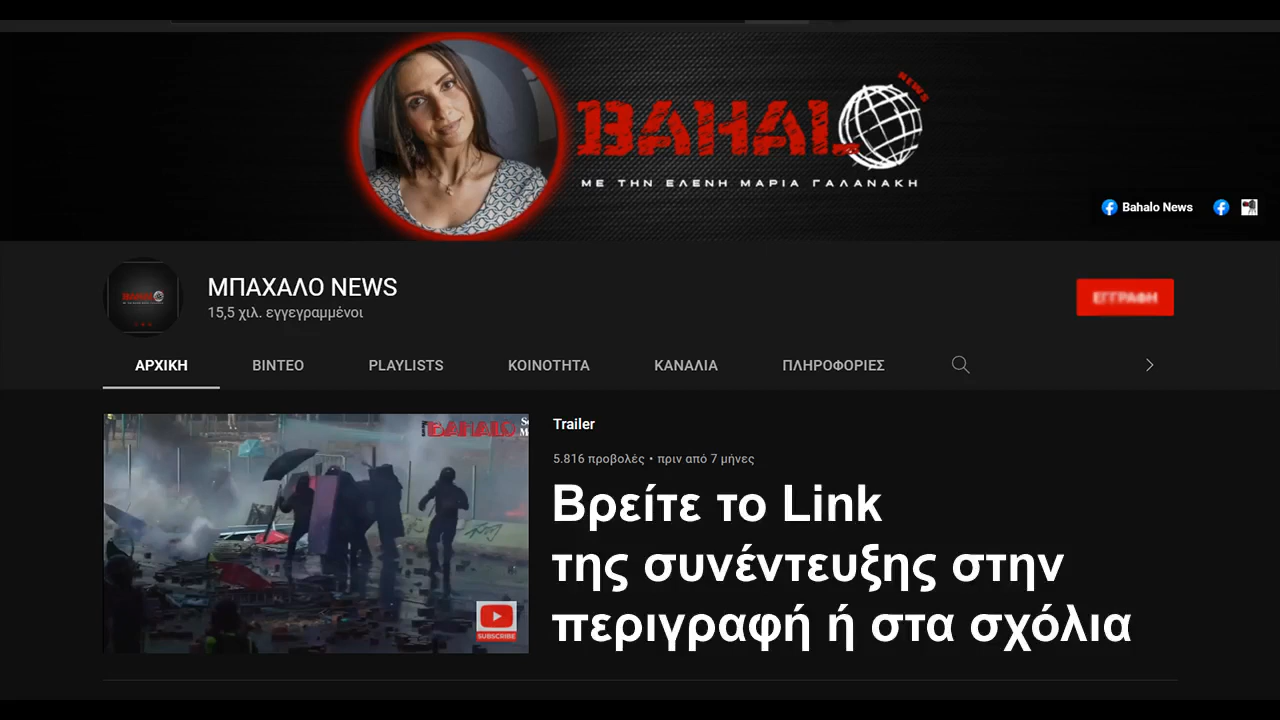 BAHALO
NEWS
ΜΕ ΤΗΝ ΕΛΕΝΗ ΜΑΡΙΑ ΓΑΛΑΝΑΚΗ
Bahalo News
ΜΠΑΧΑΛΟ NEWS
15,5 χιλ. εγγεγραμμένοι
ΕΓΓΡΑΦΗ
ΑΡΧΙΚΗ ΒΙΝΤΕΟ PLAYLISTS ΚΟΙΝΟΤΗΤΑ ΚΑΝΑΛΙΑ ΠΛΗΡΟΦΟΡΙΕΣ
BAHALO
SUBSCRIBE
Trailer
5.816 προβολές • πριν από 7 μήνες
Βρείτε το Link
της συνέντευξης στην
περιγραφή ή στα σχόλια